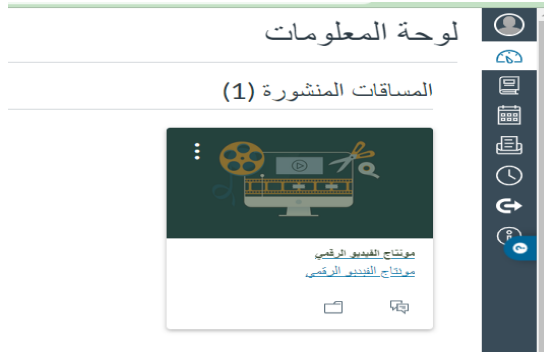 لوحة المعلومات
المساقات المنشورة (1)
مونتاج الفيديو الرقمي
مونتاج الفيديو الرقمي